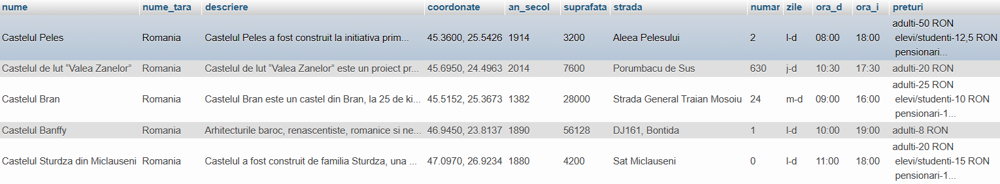 nume nume_tara descriere coordonate an_secol suprafata strada numar zile ora_d ora_i preturi
Castelul Peles Romania Castelul Peles a fost construit la initiativa prim... 45.3600, 25.5426 1914 3200 Aleea Pelesului 2 l-d 08:00 18:00 adulti-50 RON
elevi/studenti-12,5 RON
pensionari...
Castelul de lut “Valea Zanelor” Romania Castelul de lut “Valea Zanelor” este un proiect pr... 45.6950, 24.4963 2014 7600 Porumbacu de Sus 630 j-d 10:30 17:30 adulti-20 RON
Castelul Bran Romania Castelul Bran este un castel din Bran, la 25 de ki... 45.5152, 25.3673 1382 28000 Strada General Traian Mosoiu 24 m-d 09:00 16:00 adulti-25 RON
elevi/studenti-10 RON
pensionari-1...
Castelul Banffy Romania Arhitecturile baroc, renascentiste, romanice si ne... 46.9450, 23.8137 1890 56128 DJ161, Bontida 1 l-d 10:00 19:00 adulti-8 RON
Castelul Sturdza din Miclauseni Romania Castelul a fost construit de familia Sturdza, una ... 47.0970, 26.9234 1880 4200 Sat Miclauseni 0 l-d 11:00 18:00 adulti-20 RON
elevi/studenti-15 RON
pensionari-1...